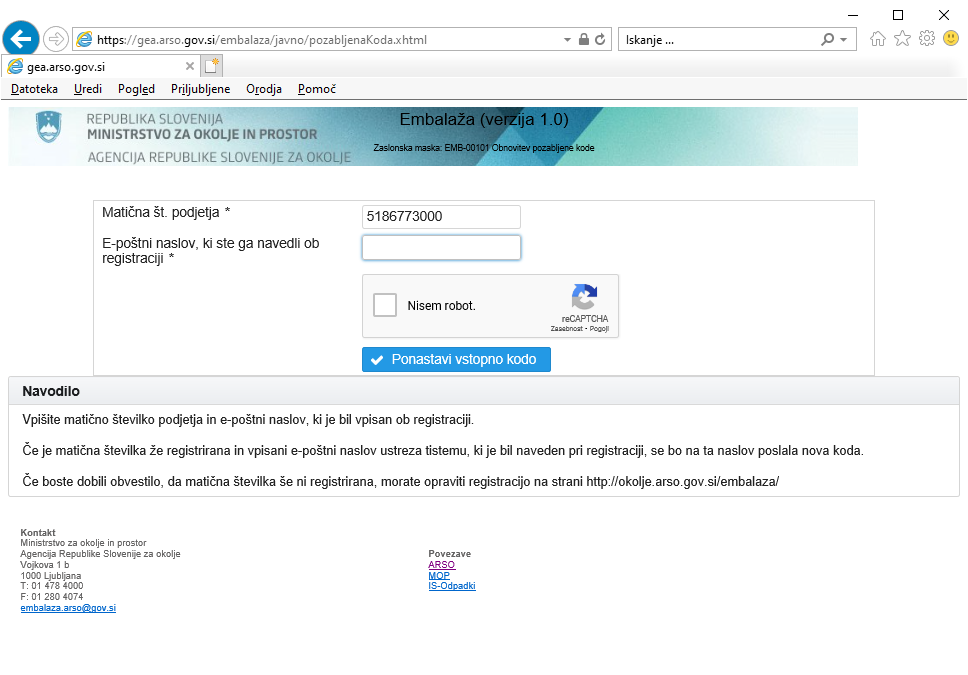 https://gea.arso.gov.si/embalaza/javno/pozabljenaKoda.xhtml
Iskanje ...
gea.arso.gov.si
Datoteka Uredi Pogled Priljubljene Orodja Pomoč
REPUBLIKA SLOVENIJA
MINISTRSTVO ZA OKOLJE IN PROSTOR
AGENCIJA REPUBLIKE SLOVENIJE ZA OKOLJE
Embalaža (verzija 1.0)
Zaslonska maska: EMB-00101 Obnovitev pozabljene kode
Matična št. podjetja *
5186773000
E-poštni naslov, ki ste ga navedli ob
registraciji *
Nisem robot.
reCAPTCHA
Zasebnost - Pogoji
Ponastavi vstopno kodo
Navodilo
Vpišite matično številko podjetja in e-poštni naslov, ki je bil vpisan ob registraciji.
Če je matična številka že registrirana in vpisani e-poštni naslov ustreza tistemu, ki je bil naveden pri registraciji, se bo na ta naslov poslala nova koda.
Če boste dobili obvestilo, da matična številka še ni registrirana, morate opraviti registracijo na strani http://okolje.arso.gov.si/embalaza/
Kontakt
Ministrstvo za okolje in prostor
Agencija Republike Slovenije za okolje
Vojkova 1 b
1000 Ljubljana
T: 01 478 4000
F: 01 280 4074
embalaza.arso@gov.si
Povezave
ARSO
MOP
IS-Odpadki